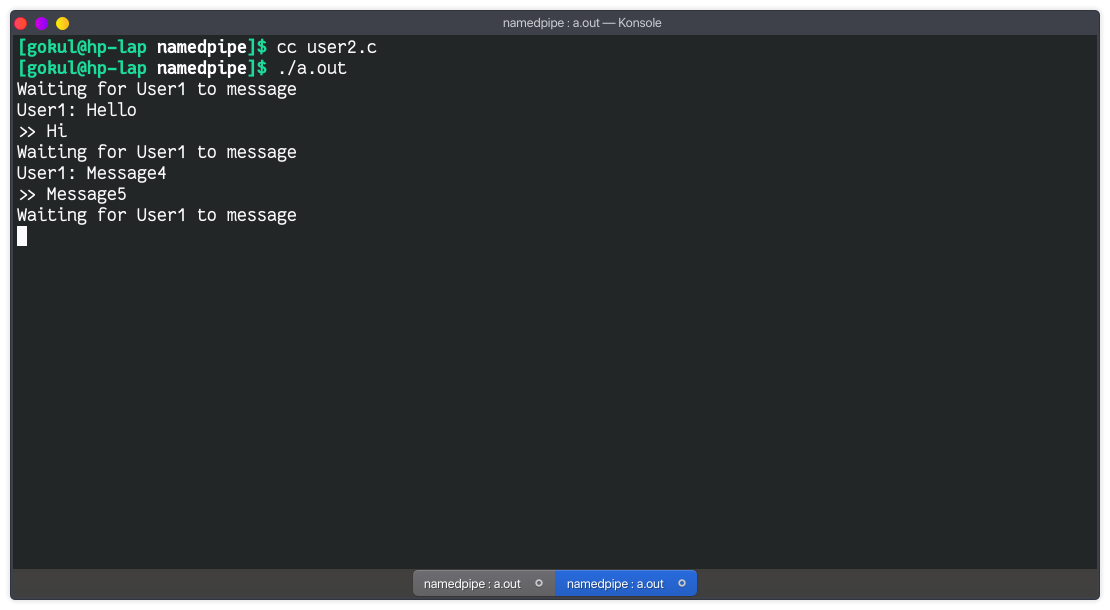 namedpipe : a.out — Konsole
[gokul@hp-lap namedpipe]$ cc user2.c
[gokul@hp-lap namedpipe]$ ./a.out
Waiting for User1 to message
User1: Hello
>> Hi
Waiting for User1 to message
User1: Message4
>> Message5
Waiting for User1 to message
namedpipe : a.out namedpipe : a.out